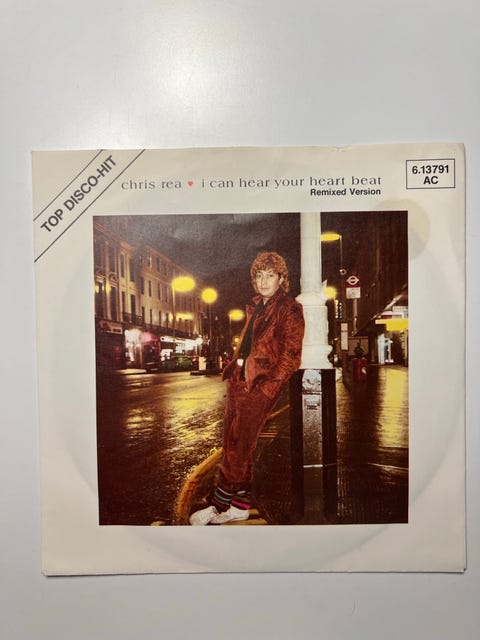 TOP DISCO-HIT
chris rea ♥ i can hear your heart beat
Remixed Version
6.13791
AC